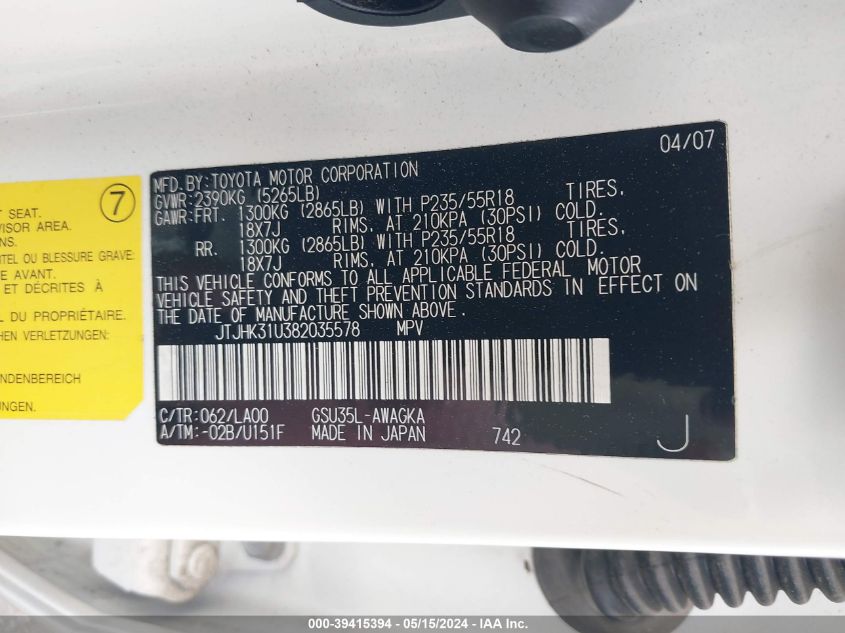 T SEAT.
VISOR AREA.
NS.
7
TEL OU BLESSURE GRAVE:
E AVANT.
ET DÉCRITES À
L DU PROPRIÉTAIRE.
VERLETZUNGEN:
NDENBEREICH
04/07
MFD.BY:TOYOTA MOTOR CORPORATION
GVWR:2390KG (5265LB)
GAWR:FRT. 1300KG (2865LB) WITH P235/55R18 TIRES,
18X7J RIMS, AT 210KPA (30PSI) COLD.
RR. 1300KG (2865LB) WITH P235/55R18 TIRES,
18X7J RIMS, AT 210KPA (30PSI) COLD.
THIS VEHICLE CONFORMS TO ALL APPLICABLE FEDERAL MOTOR
VEHICLE SAFETY AND THEFT PREVENTION STANDARDS IN EFFECT ON
THE DATE OF MANUFACTURE SHOWN ABOVE.
JTJHK31U382035578 MPV
C/TR:062/LA00 GSU35L-AWAGKA
A/TM:-02B/U151F MADE IN JAPAN 742 J
000-39415394 - 05/15/2024 - IAA Inc.